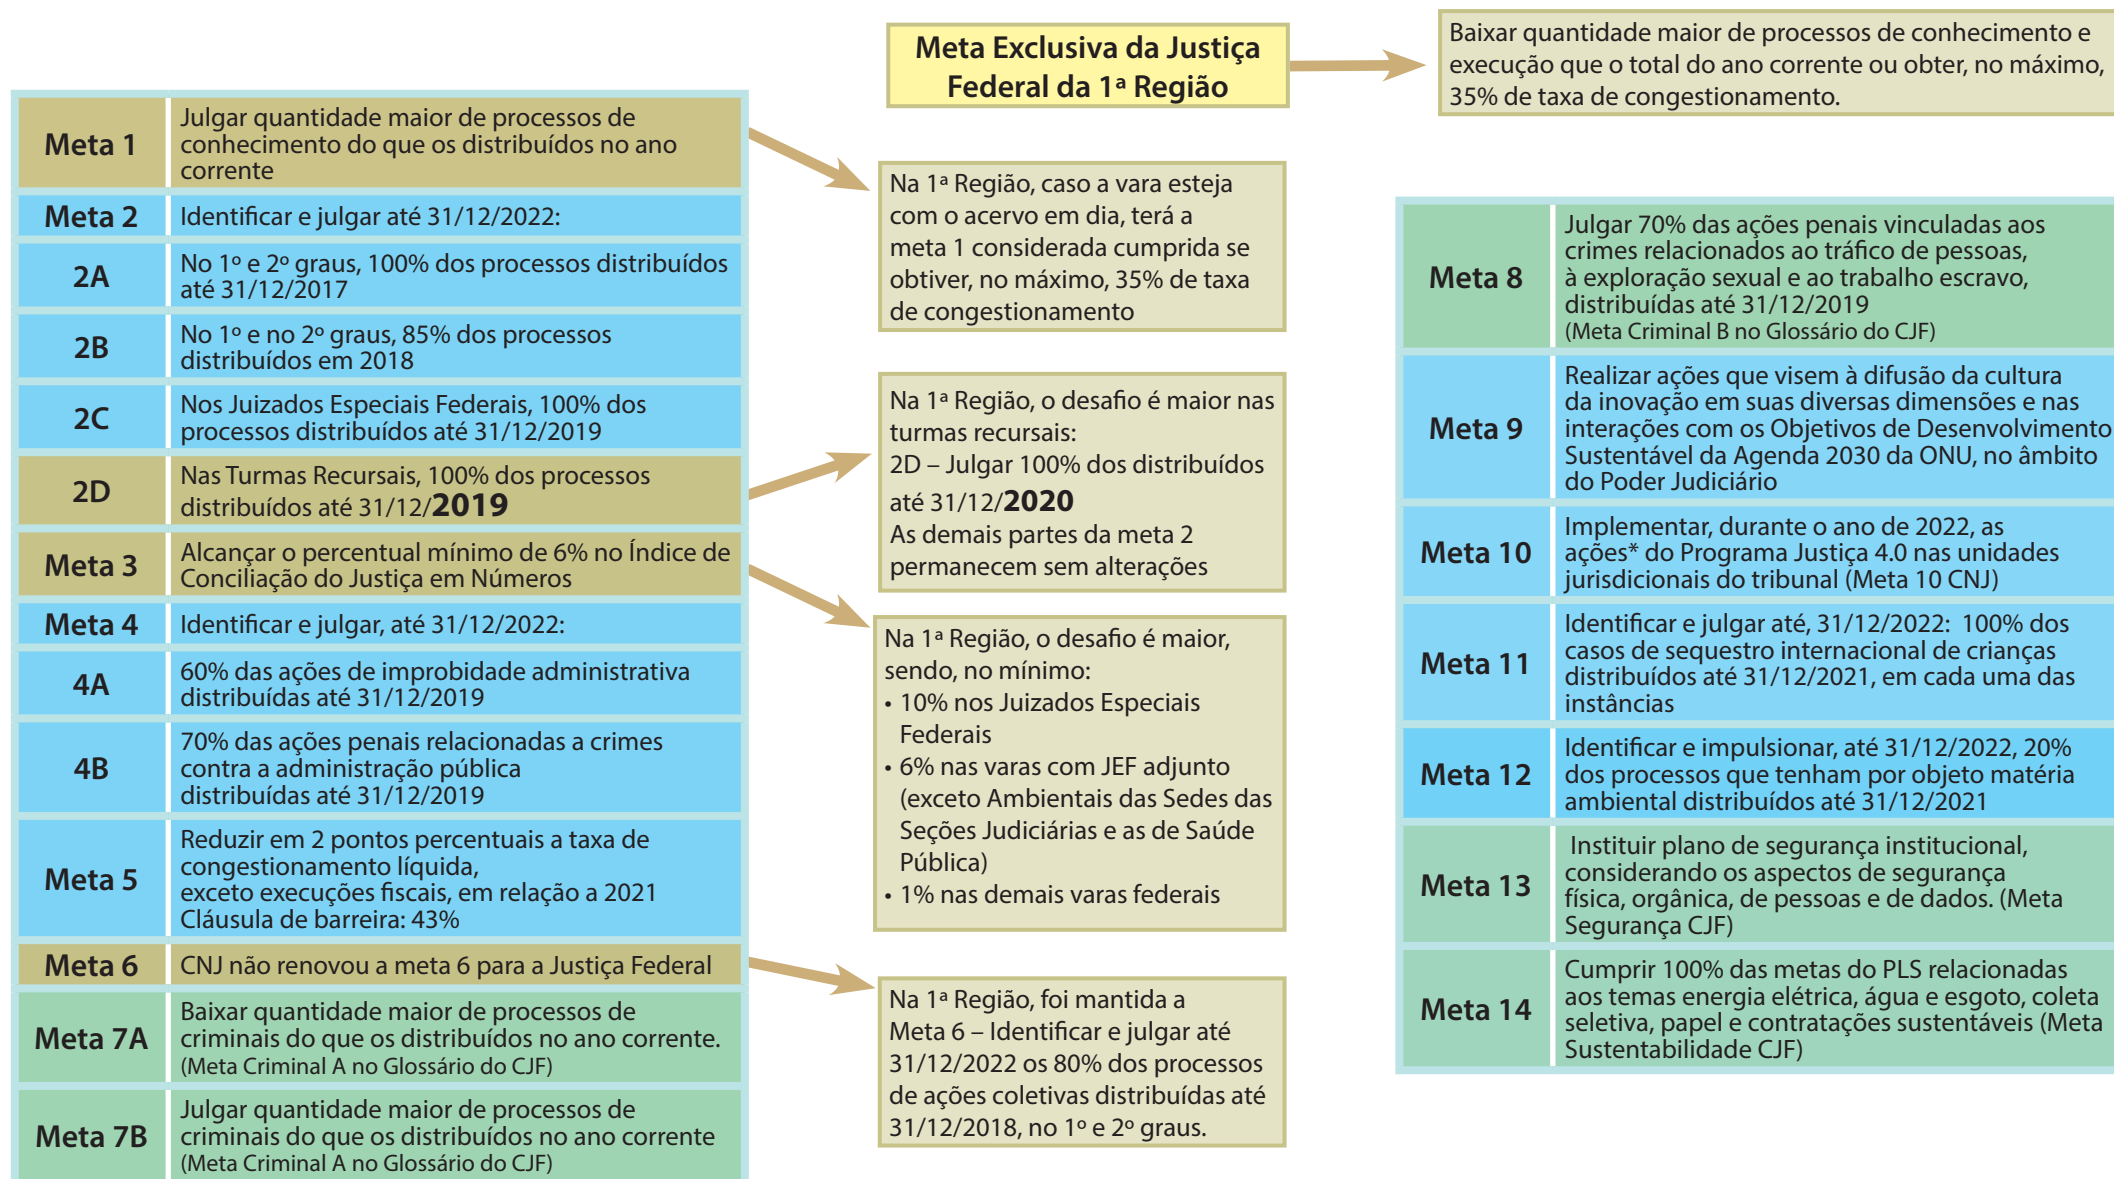 Meta Exclusiva da Justiça
Federal da 1ª Região
Baixar quantidade maior de processos de conhecimento e
execução que o total do ano corrente ou obter, no máximo,
35% de taxa de congestionamento.
Meta 1
Julgar quantidade maior de processos de
conhecimento do que os distribuídos no ano
corrente
Meta 2
Identificar e julgar até 31/12/2022:
2A
No 1º e 2º graus, 100% dos processos distribuídos
até 31/12/2017
2B
No 1º e no 2º graus, 85% dos processos
distribuídos em 2018
2C
Nos Juizados Especiais Federais, 100% dos
processos distribuídos até 31/12/2019
2D
Nas Turmas Recursais, 100% dos processos
distribuídos até 31/12/2019
Meta 3
Alcançar o percentual mínimo de 6% no Índice de
Conciliação do Justiça em Números
Meta 4
Identificar e julgar, até 31/12/2022:
4A
60% das ações de improbidade administrativa
distribuídas até 31/12/2019
4B
70% das ações penais relacionadas a crimes
contra a administração pública
distribuídas até 31/12/2019
Meta 5
Reduzir em 2 pontos percentuais a taxa de
congestionamento líquida,
exceto execuções fiscais, em relação a 2021
Cláusula de barreira: 43%
Meta 6
CNJ não renovou a meta 6 para a Justiça Federal
Meta 7A
Baixar quantidade maior de processos de
criminais do que os distribuídos no ano corrente.
(Meta Criminal A no Glossário do CJF)
Meta 7B
Julgar quantidade maior de processos de
criminais do que os distribuídos no ano corrente
(Meta Criminal A no Glossário do CJF)
Na 1ª Região, caso a vara esteja
com o acervo em dia, terá a
meta 1 considerada cumprida se
obtiver, no máximo, 35% de taxa
de congestionamento
Na 1ª Região, o desafio é maior nas
turmas recursais:
2D – Julgar 100% dos distribuídos
até 31/12/2020
As demais partes da meta 2
permanecem sem alterações
Na 1ª Região, o desafio é maior,
sendo, no mínimo:
• 10% nos Juizados Especiais
Federais
• 6% nas varas com JEF adjunto
(exceto Ambientais das Sedes das
Seções Judiciárias e as de Saúde
Pública)
• 1% nas demais varas federais
Na 1ª Região, foi mantida a
Meta 6 – Identificar e julgar até
31/12/2022 os 80% dos processos
de ações coletivas distribuídas até
31/12/2018, no 1º e 2º graus.
Meta 8
Julgar 70% das ações penais vinculadas aos
crimes relacionados ao tráfico de pessoas,
à exploração sexual e ao trabalho escravo,
distribuídas até 31/12/2019
(Meta Criminal B no Glossário do CJF)
Meta 9
Realizar ações que visem à difusão da cultura
da inovação em suas diversas dimensões e nas
interações com os Objetivos de Desenvolvimento
Sustentável da Agenda 2030 da ONU, no âmbito
do Poder Judiciário
Meta 10
Implementar, durante o ano de 2022, as
ações* do Programa Justiça 4.0 nas unidades
jurisdicionais do tribunal (Meta 10 CNJ)
Meta 11
Identificar e julgar até, 31/12/2022: 100% dos
casos de sequestro internacional de crianças
distribuídos até 31/12/2021, em cada uma das
instâncias
Meta 12
Identificar e impulsionar, até 31/12/2022, 20%
dos processos que tenham por objeto matéria
ambiental distribuídos até 31/12/2021
Meta 13
Instituir plano de segurança institucional,
considerando os aspectos de segurança
física, orgânica, de pessoas e de dados. (Meta
Segurança CJF)
Meta 14
Cumprir 100% das metas do PLS relacionadas
aos temas energia elétrica, água e esgoto, coleta
seletiva, papel e contratações sustentáveis (Meta
Sustentabilidade CJF)